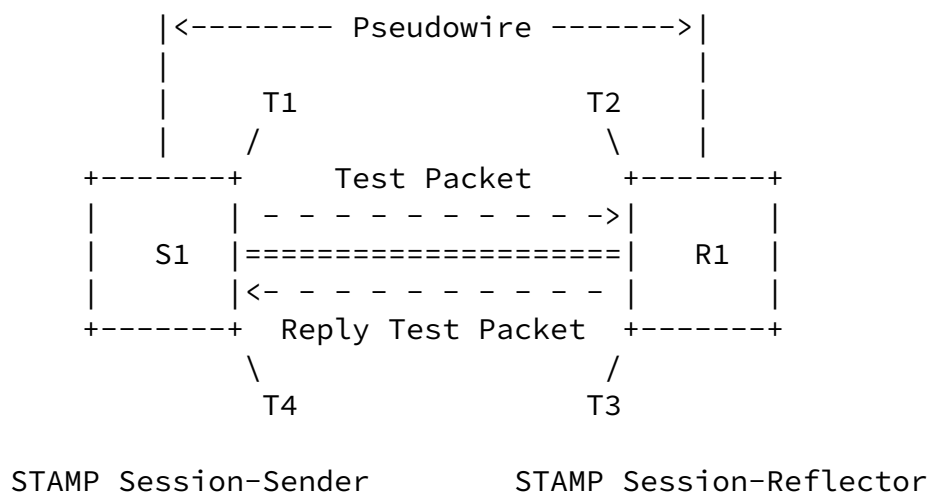 |<-------- Pseudowire ------->|
T1 T2
Test Packet
S1 R1
Reply Test Packet
T4 T3
STAMP Session-Sender STAMP Session-Reflector